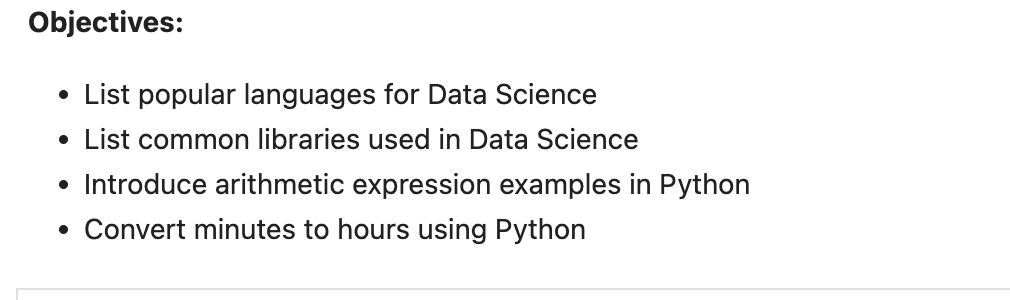 Objectives:
• List popular languages for Data Science
• List common libraries used in Data Science
• Introduce arithmetic expression examples in Python
• Convert minutes to hours using Python